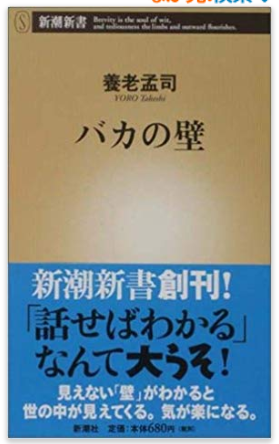 新潮新書
Brevity is the soul of wit,
and tediousness the limbs and outward flourishes.
養老孟司
YORO Takeshi
バカの壁
新潮新書創刊!
「話せばわかる」
なんて大うそ!
見えない「壁」がわかると
世の中が見えてくる。気が楽になる。
新潮社 定価:本体680円(税別)